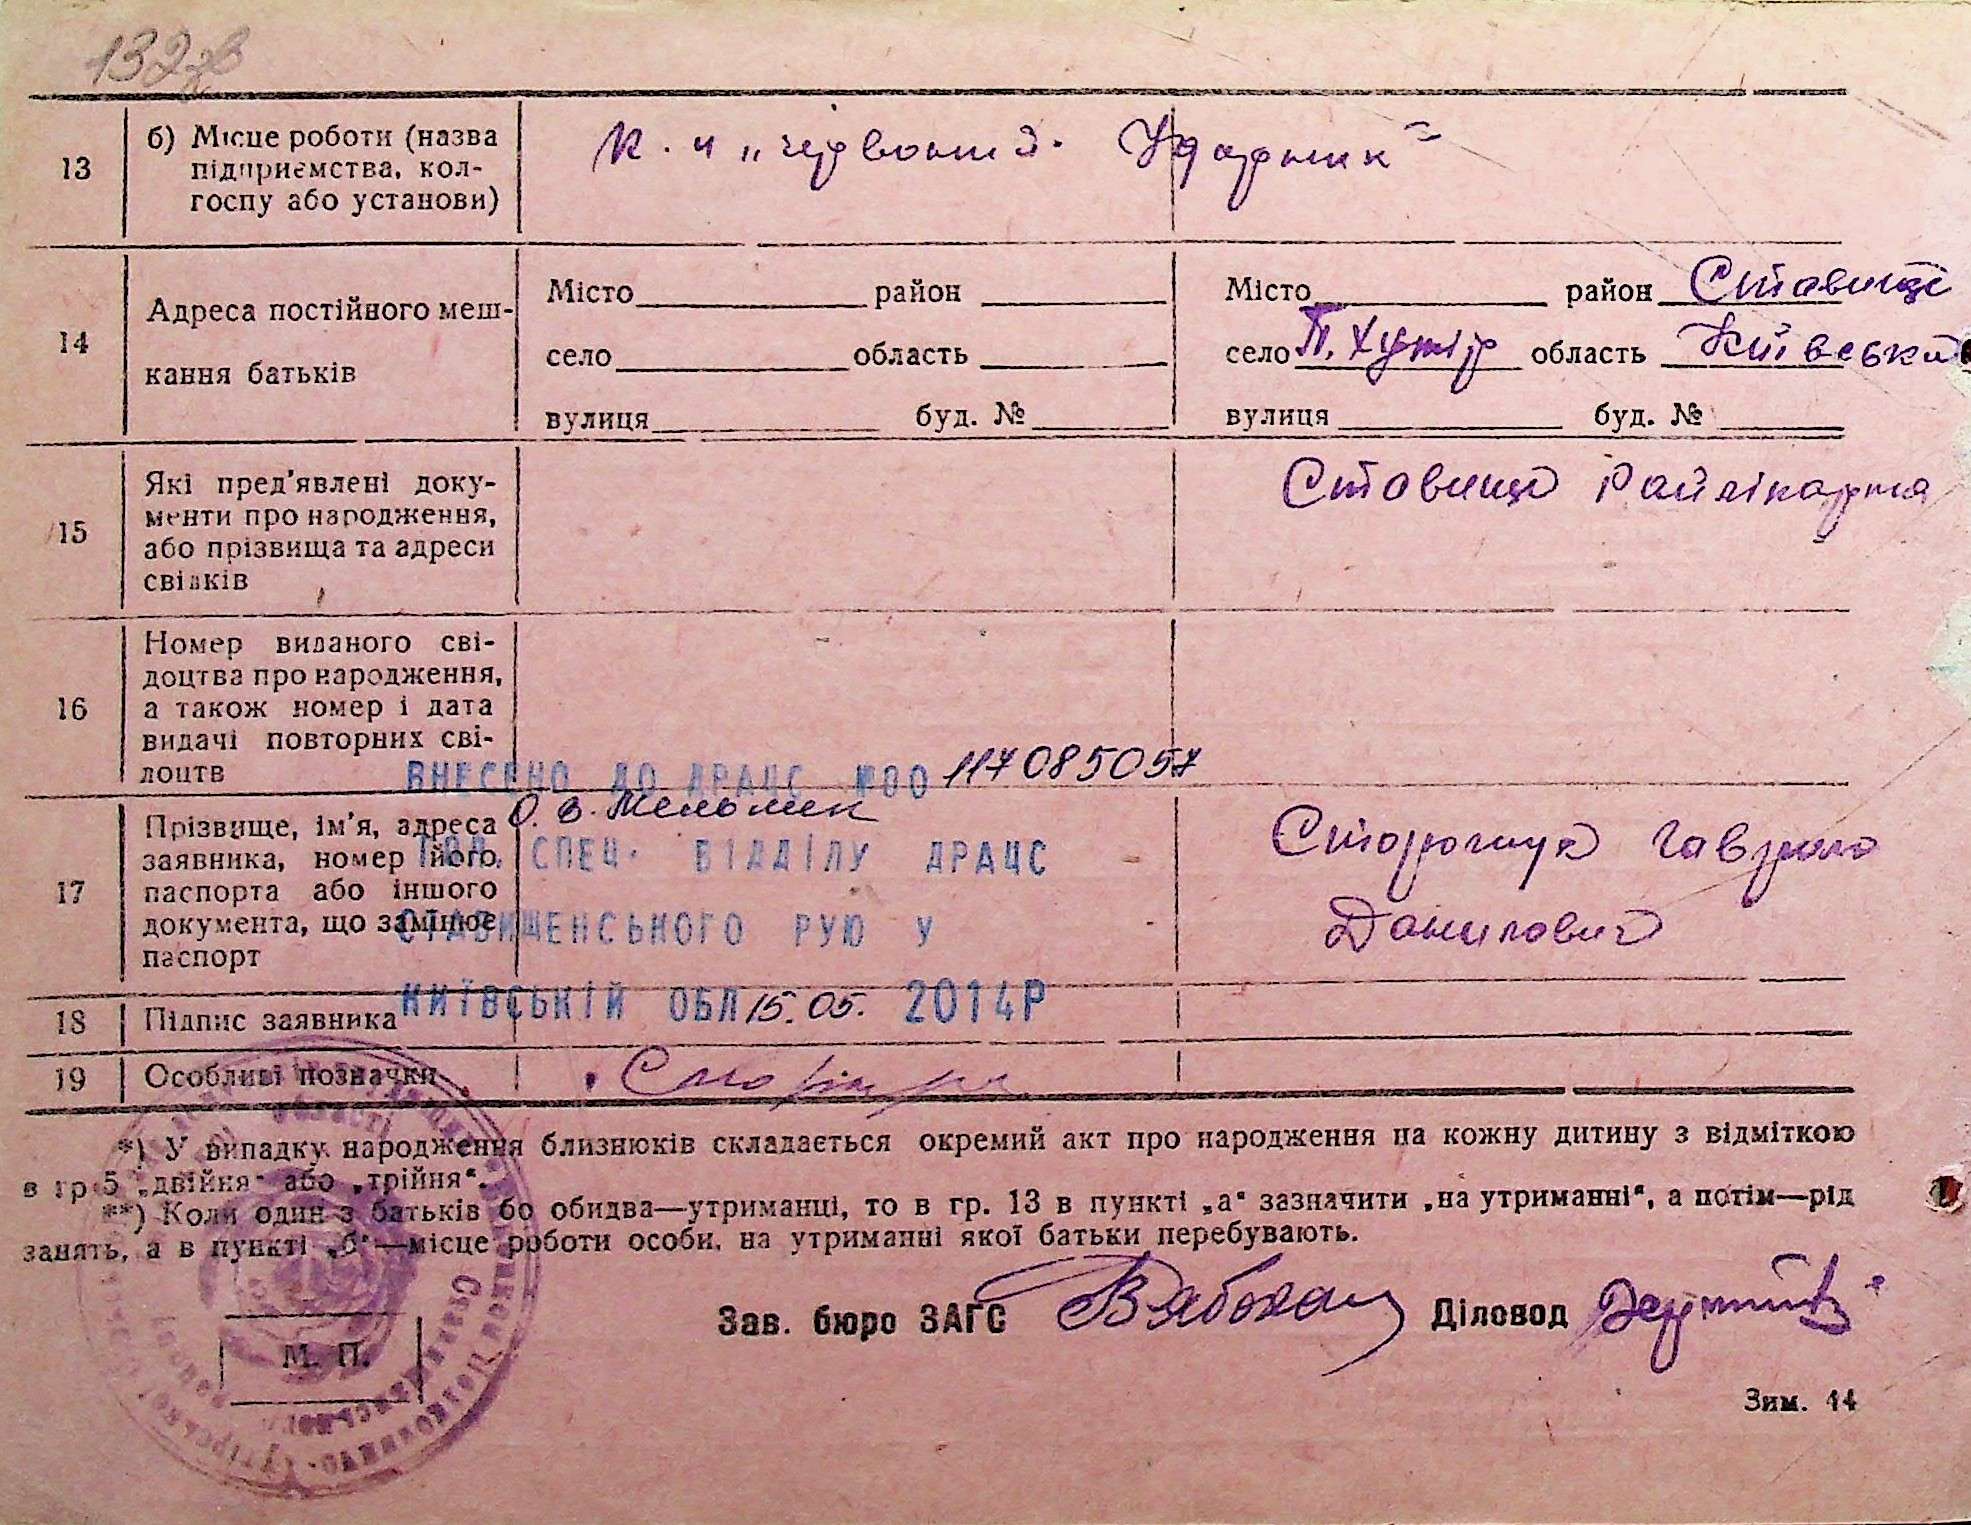 132 зв
13
б) Місце роботи (назва
підприємства, кол-
госпу або установи)
К. и „червоний. Ударник“
14
Адреса постійного меш-
кання батьків
Місто район
село область
вулиця буд. №
Місто район Ставище
село П. Хутір область Київськ
вулиця буд. №
15
Які пред'явлені доку-
менти про народження,
або прізвища та адреси
свідків
Ставище Райлікарня
16
Номер виданого сві-
доцтва про народження,
а також номер і дата
видачі повторних сві-
доцтв
ВНЕСЕНО ДО ДРАЦС №00 117085057
О. В. Мельник
ГОЛ. СПЕЦ. ВІДДІЛУ ДРАЦС
СТАВИЩЕНСЬКОГО РУЮ У
КИЇВСЬКІЙ ОБЛ 15.05. 2014Р
17
Прізвище, ім'я, адреса
заявника, номер його
паспорта або іншого
документа, що замінює
паспорт
Сторожук Гаврило
Данилович
18
Підпис заявника
19
Особливі позначки
*) У випадку народження близнюків складається окремий акт про народження на кожну дитину з відміткою
в гр 5 „двійня“ або „трійня“.
**) Коли один з батьків бо обидва—утриманці, то в гр. 13 в пункті „а“ зазначити „на утриманні“, а потім—рід
занять, а в пункті „б“—місце роботи особи, на утриманні якої батьки перебувають.
Зав. бюро ЗАГС Діловод
М. П.
Зим. 44